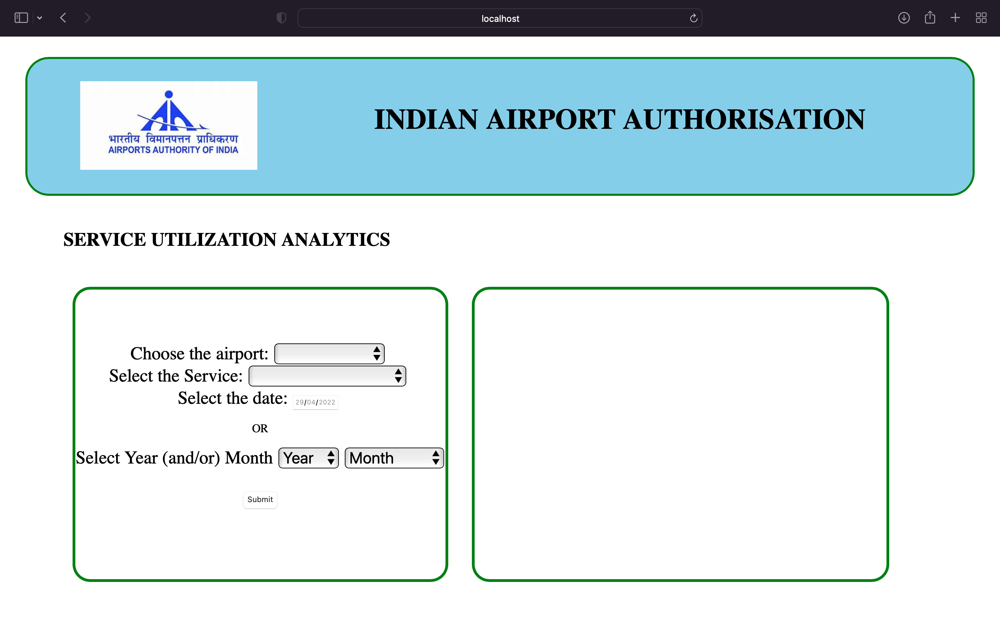 localhost
भारतीय विमानपत्तन प्राधिकरण
AIRPORTS AUTHORITY OF INDIA
INDIAN AIRPORT AUTHORISATION
SERVICE UTILIZATION ANALYTICS
Choose the airport:
Select the Service:
Select the date: 29/04/2022
OR
Select Year (and/or) Month Year Month
Submit